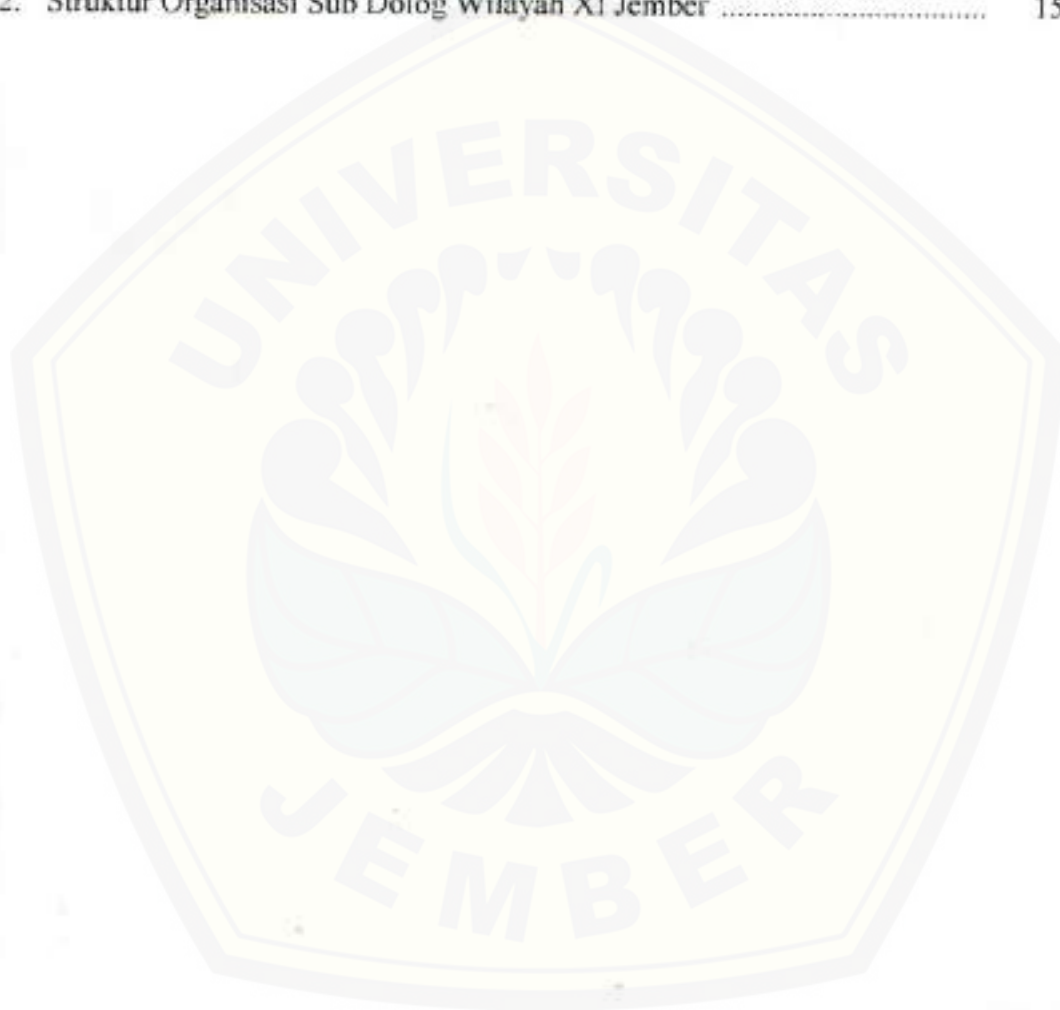 2. Struktur Organisasi Sub Dolog Wilayah XI Jember ................................ 15
UNIVERSITAS
JEMBER